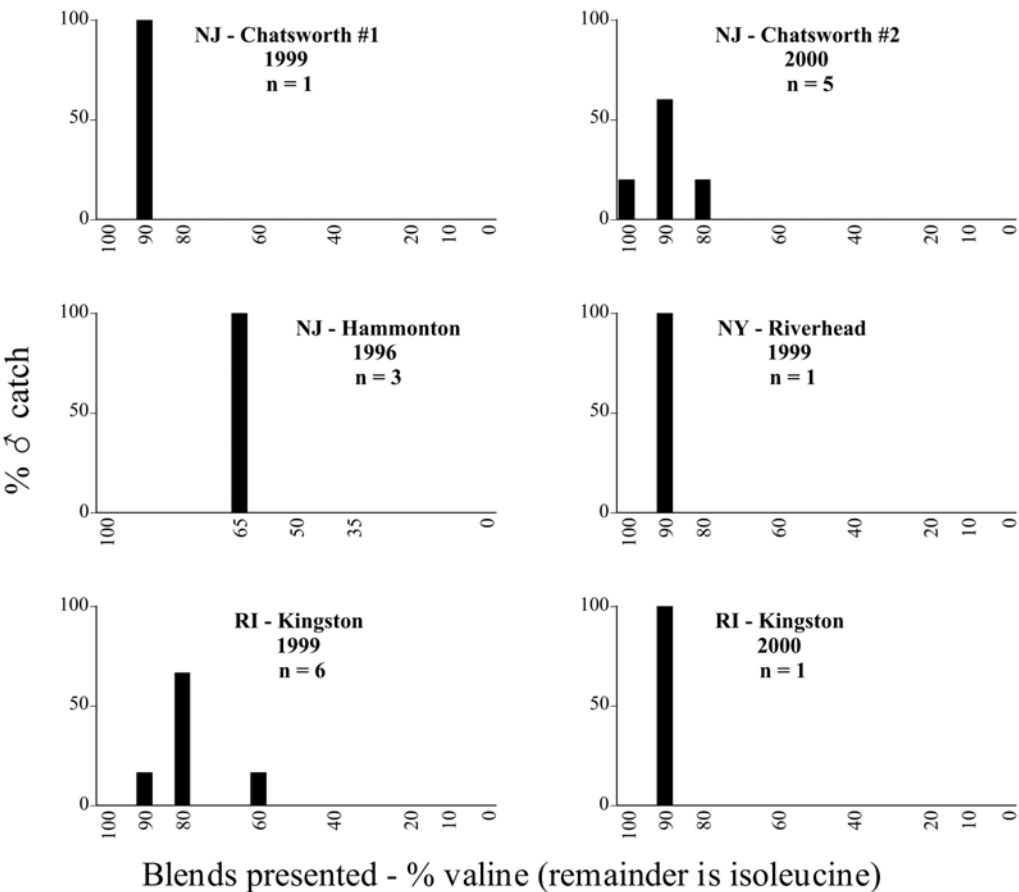 % ♂ catch
NJ - Chatsworth #1
1999
n = 1
100
50
0
100 90 80 60 40 20 10 0
NJ - Chatsworth #2
2000
n = 5
100
50
0
100 90 80 60 40 20 10 0
NJ - Hammonton
1996
n = 3
100
50
0
100 65 50 35 0
NY - Riverhead
1999
n = 1
100
50
0
100 90 80 60 40 20 10 0
RI - Kingston
1999
n = 6
100
50
0
100 90 80 60 40 20 10 0
RI - Kingston
2000
n = 1
100
50
0
100 90 80 60 40 20 10 0
Blends presented - % valine (remainder is isoleucine)